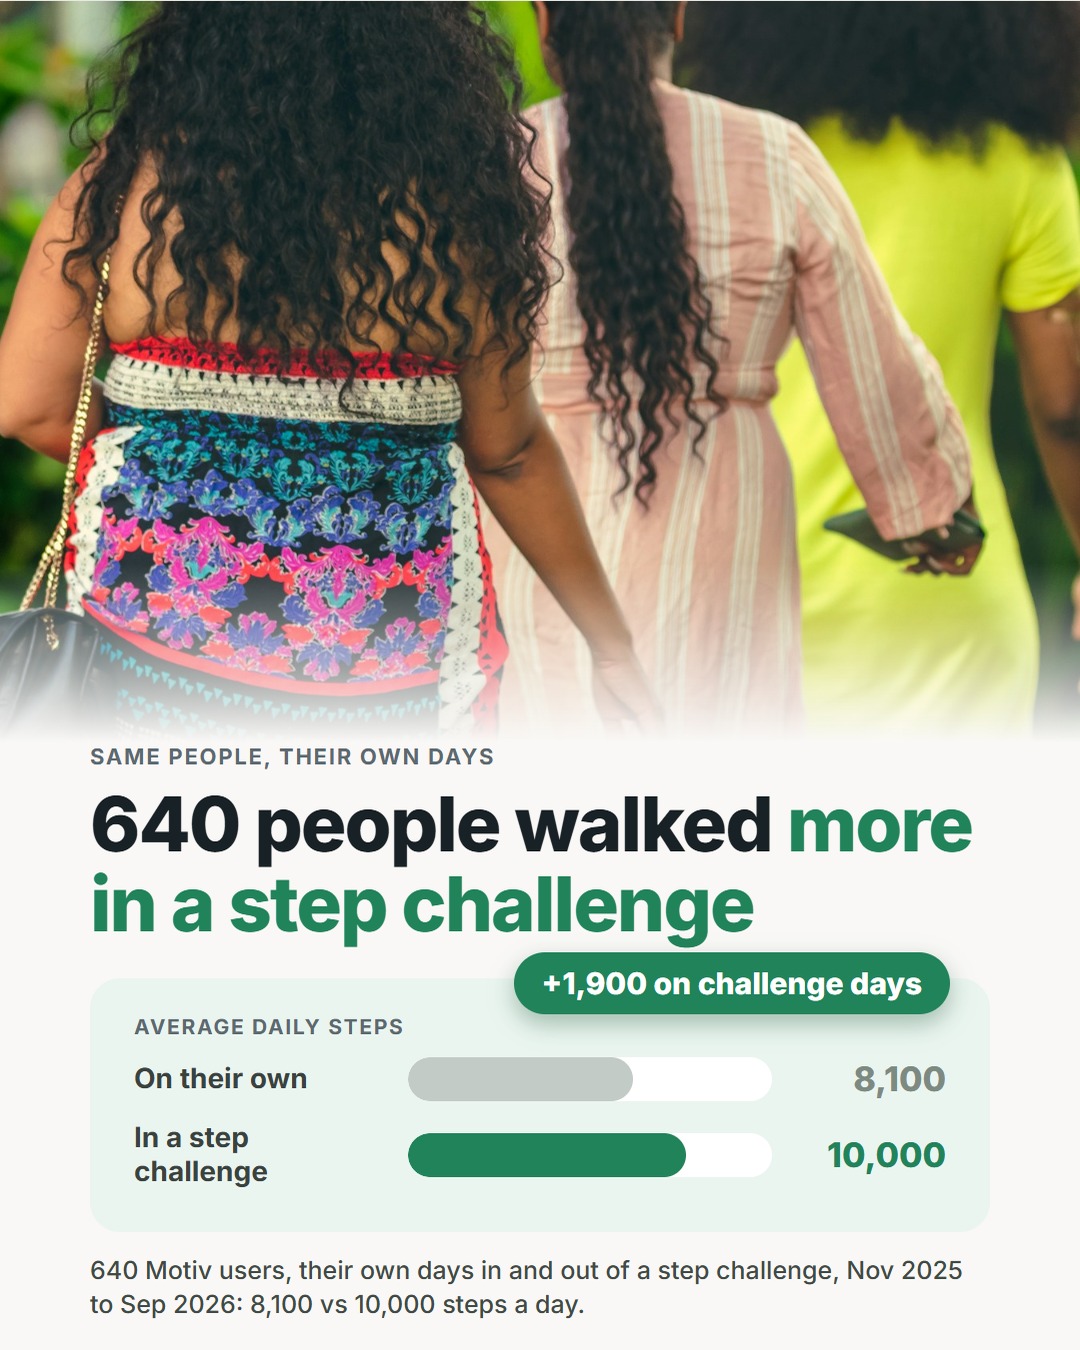 SAME PEOPLE, THEIR OWN DAYS
640 people walked more
in a step challenge
+1,900 on challenge days
AVERAGE DAILY STEPS
On their own
8,100
In a step
challenge
10,000
640 Motiv users, their own days in and out of a step challenge, Nov 2025
to Sep 2026: 8,100 vs 10,000 steps a day.